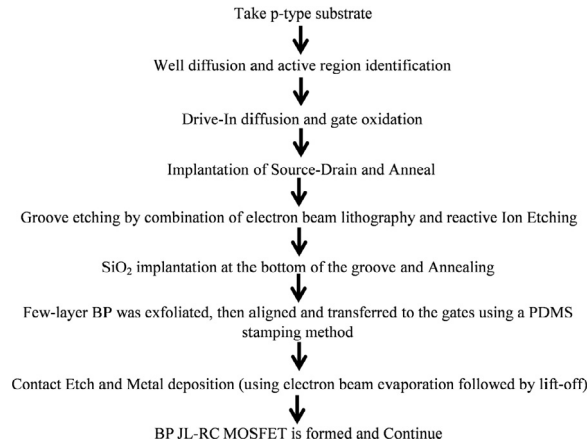 Take p-type substrate
Well diffusion and active region identification
Drive-In diffusion and gate oxidation
Implantation of Source-Drain and Anneal
Groove etching by combination of electron beam lithography and reactive Ion Etching
SiO₂ implantation at the bottom of the groove and Annealing
Few-layer BP was exfoliated, then aligned and transferred to the gates using a PDMS
stamping method
Contact Etch and Metal deposition (using electron beam evaporation followed by lift-off)
BP JL-RC MOSFET is formed and Continue